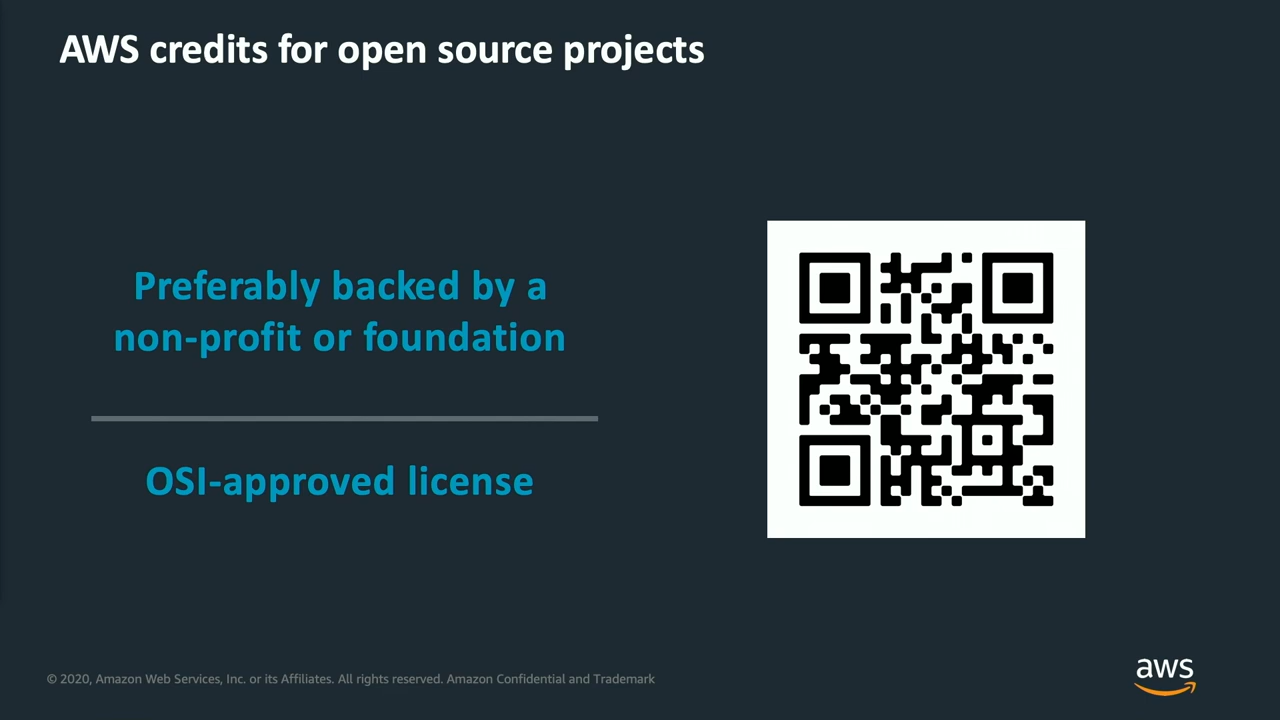 AWS credits for open source projects
Preferably backed by a
non-profit or foundation
OSI-approved license
© 2020, Amazon Web Services, Inc. or its Affiliates. All rights reserved. Amazon Confidential and Trademark
aws